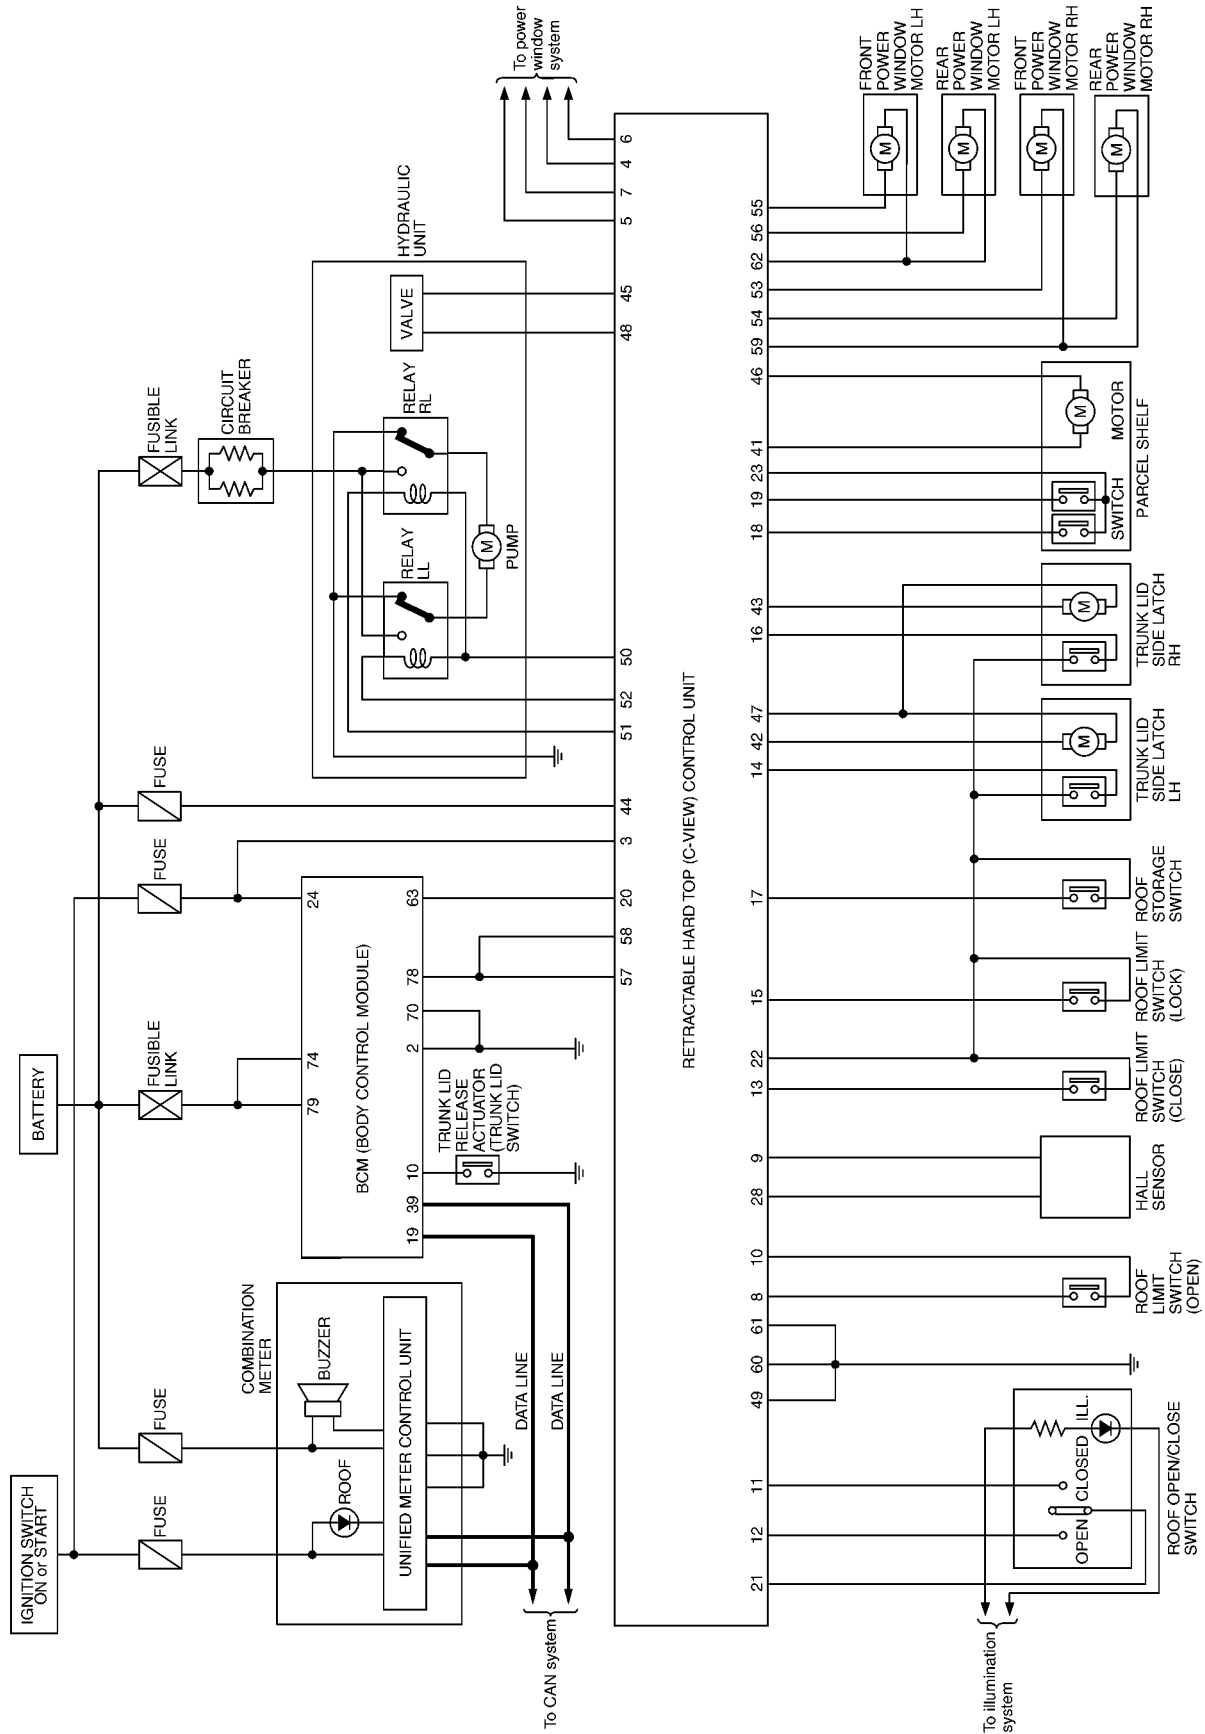 IGNITION SWITCH
ON or START
BATTERY
FUSE
FUSE
FUSIBLE
LINK
FUSE
FUSE
FUSIBLE
LINK
CIRCUIT
BREAKER
COMBINATION
METER
ROOF
BUZZER
UNIFIED METER CONTROL UNIT
BCM (BODY CONTROL MODULE)
79
74
24
19
39
10
2
70
78
63
TRUNK LID
RELEASE
ACTUATOR
(TRUNK LID
SWITCH)
HYDRAULIC
UNIT
RELAY
LL
RELAY
RL
PUMP
M
VALVE
To power
window
system
DATA LINE
DATA LINE
To CAN system
57
58
20
3
44
51
52
50
48
45
5
7
4
6
RETRACTABLE HARD TOP (C-VIEW) CONTROL UNIT
21
12
11
49
60
61
8
10
28
9
13
22
15
17
14
42
47
16
43
18
19
23
41
46
59
54
53
62
56
55
To illumination
system
OPEN
CLOSED
ILL.
ROOF OPEN/CLOSE
SWITCH
ROOF
LIMIT
SWITCH
(OPEN)
HALL
SENSOR
ROOF LIMIT
SWITCH
(CLOSE)
ROOF LIMIT
SWITCH
(LOCK)
ROOF
STORAGE
SWITCH
M
TRUNK LID
SIDE LATCH
LH
M
TRUNK LID
SIDE LATCH
RH
SWITCH
M
MOTOR
PARCEL SHELF
M
FRONT
POWER
WINDOW
MOTOR LH
M
REAR
POWER
WINDOW
MOTOR LH
M
FRONT
POWER
WINDOW
MOTOR RH
M
REAR
POWER
WINDOW
MOTOR RH